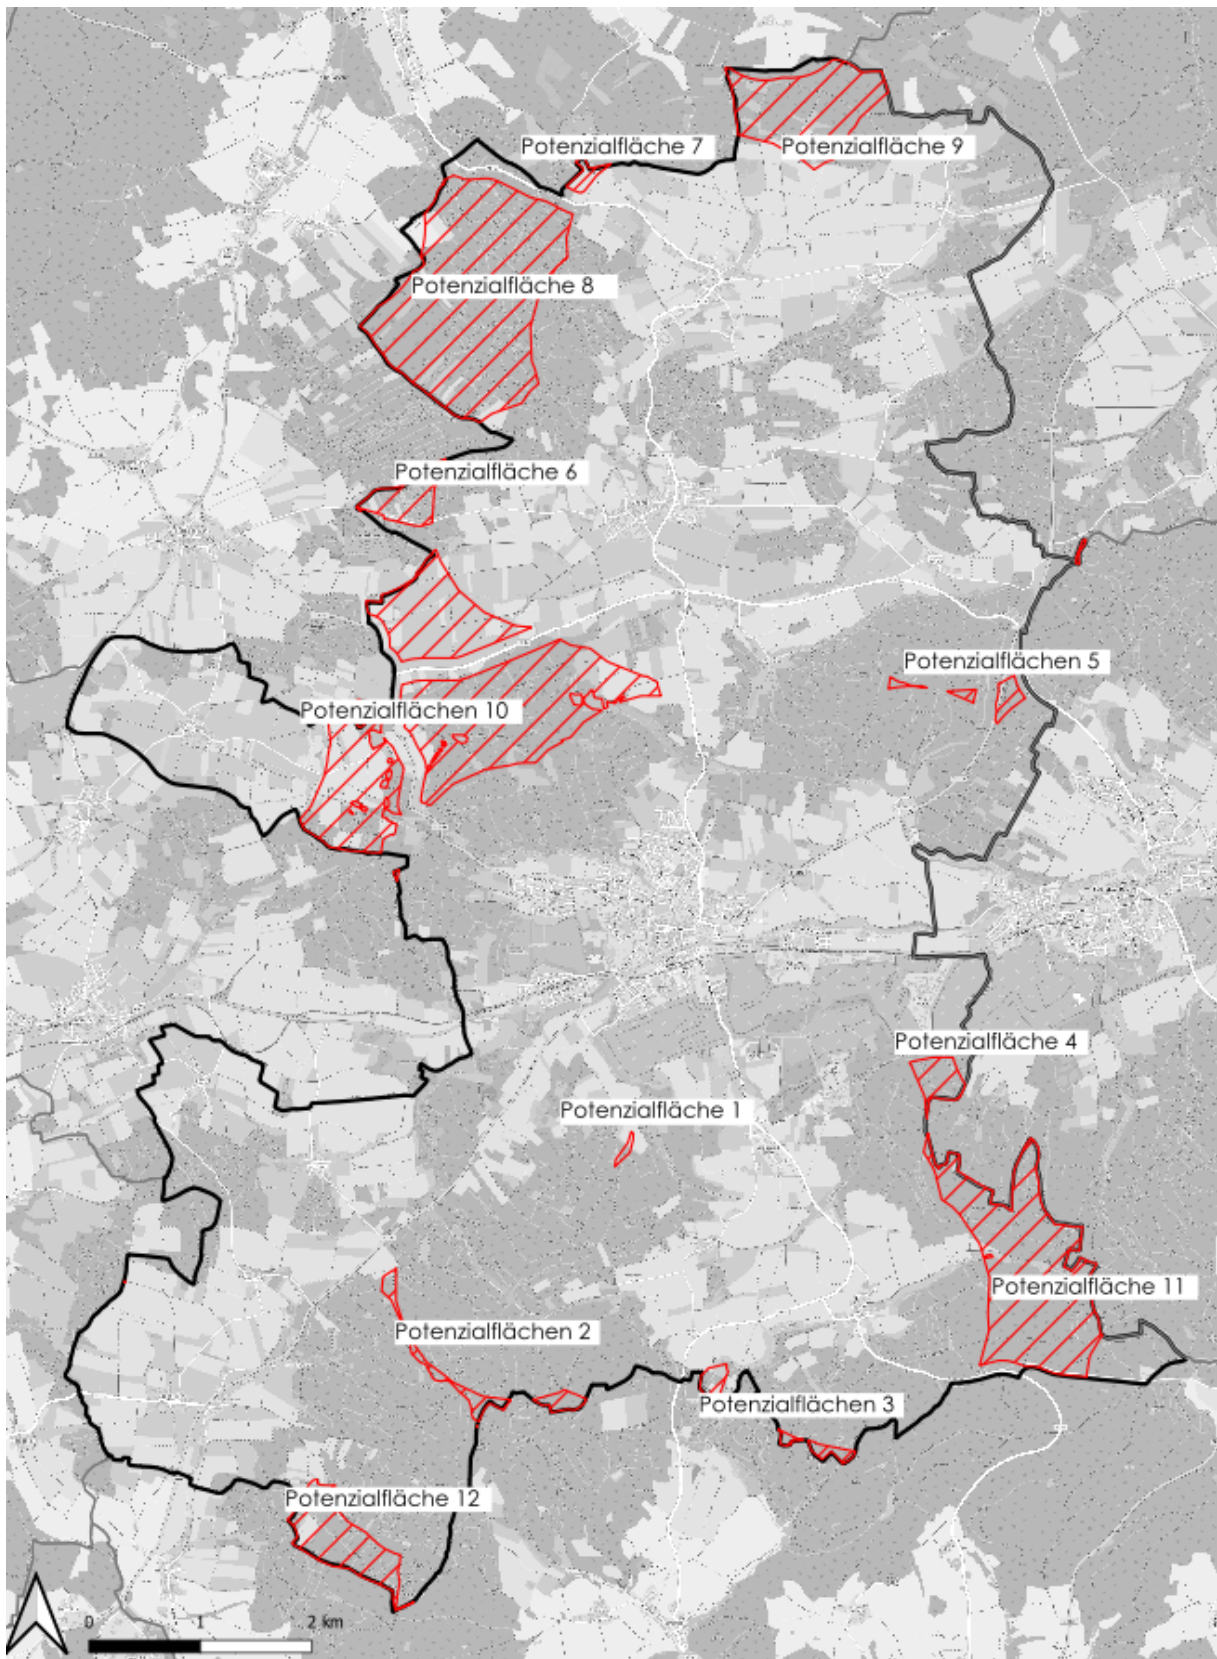 Potenzialfläche 7
Potenzialfläche 9
Potenzialfläche 8
Potenzialfläche 6
Potenzialflächen 5
Potenzialflächen 10
Potenzialfläche 4
Potenzialfläche 1
Potenzialfläche 11
Potenzialflächen 2
Potenzialflächen 3
Potenzialfläche 12
0 1 2 km